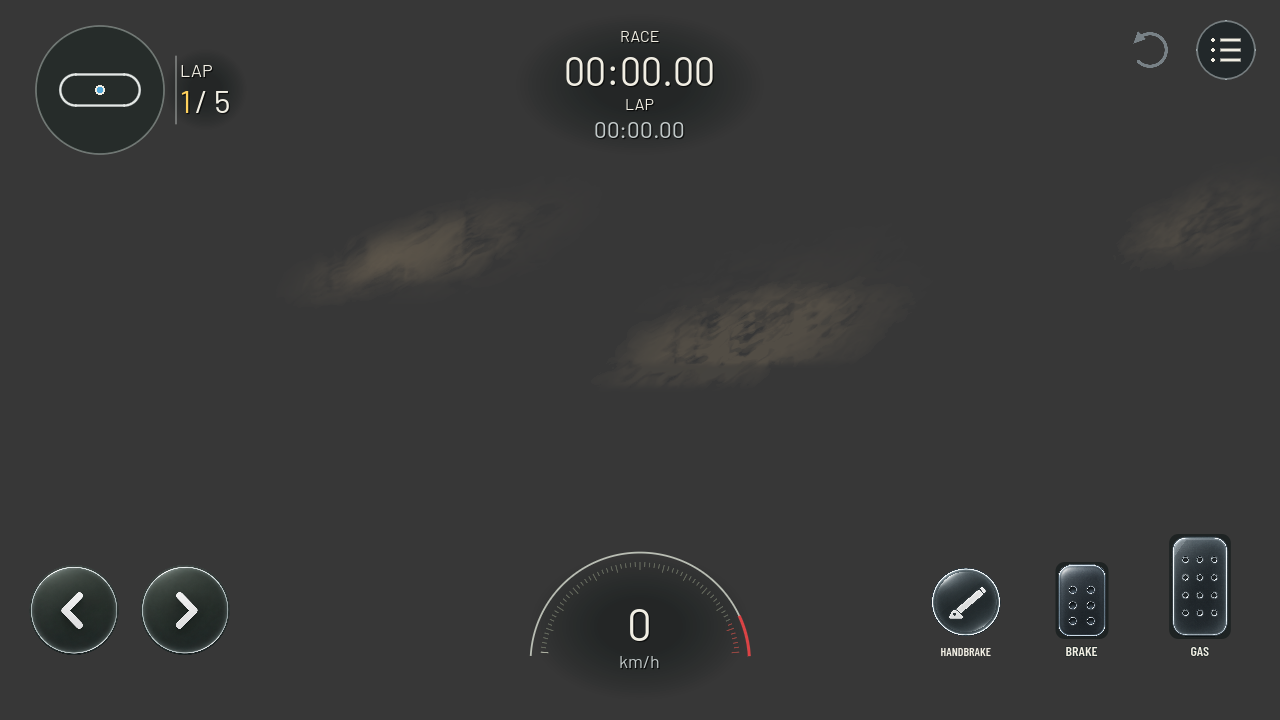 LAP
1/ 5
RACE
00:00.00
LAP
00:00.00
0
km/h
HANDBRAKE
BRAKE
GAS